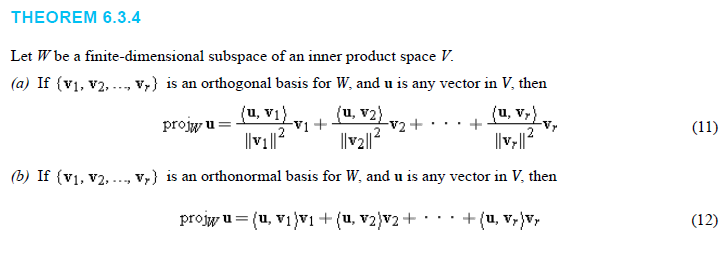 THEOREM 6.3.4
Let W be a finite-dimensional subspace of an inner product space V.
(a) If {v₁, v₂, ..., vᵣ} is an orthogonal basis for W, and u is any vector in V, then
proj_W u = ⟨u, v₁⟩/‖v₁‖² v₁ + ⟨u, v₂⟩/‖v₂‖² v₂ + · · · + ⟨u, vᵣ⟩/‖vᵣ‖² vᵣ (11)
(b) If {v₁, v₂, ..., vᵣ} is an orthonormal basis for W, and u is any vector in V, then
proj_W u = ⟨u, v₁⟩v₁ + ⟨u, v₂⟩v₂ + · · · + ⟨u, vᵣ⟩vᵣ (12)